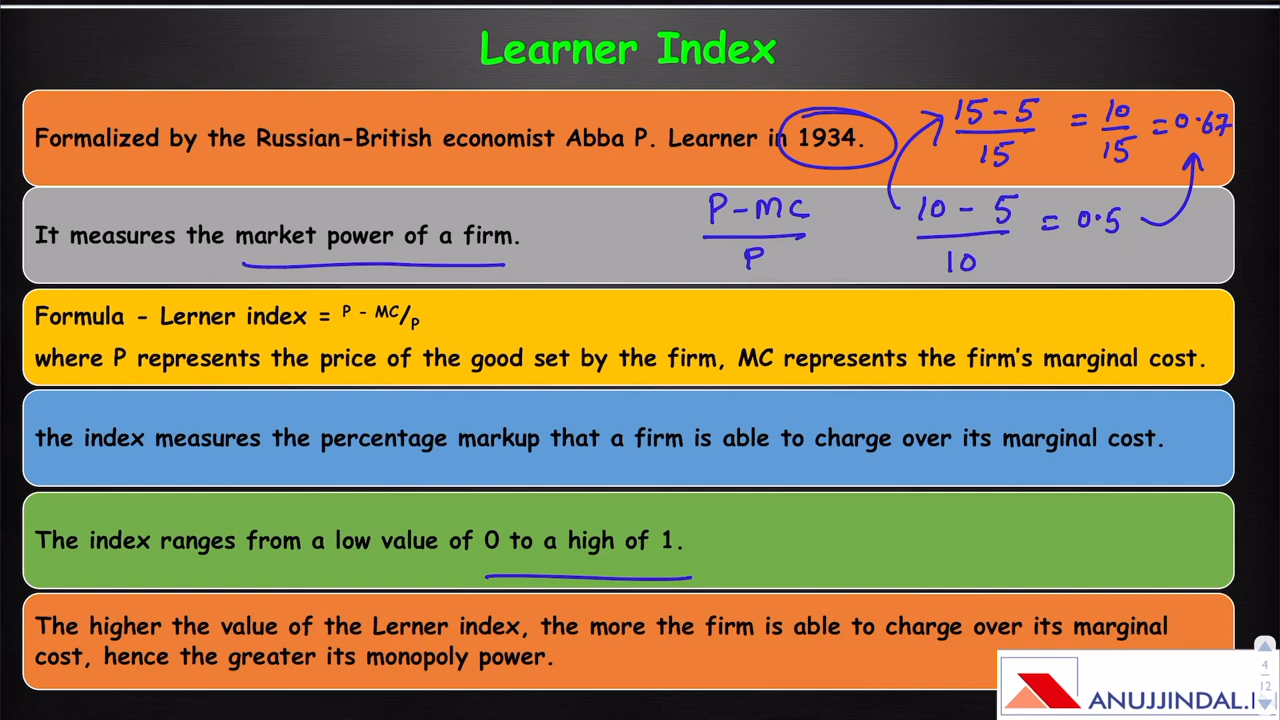 Learner Index
Formalized by the Russian-British economist Abba P. Learner in 1934.
15 - 5 / 15 = 10 / 15 = 0.67
It measures the market power of a firm.
P - MC / P
10 - 5 / 10 = 0.5
Formula - Lerner index = P - MC/P
where P represents the price of the good set by the firm, MC represents the firm's marginal cost.
the index measures the percentage markup that a firm is able to charge over its marginal cost.
The index ranges from a low value of 0 to a high of 1.
The higher the value of the Lerner index, the more the firm is able to charge over its marginal
cost, hence the greater its monopoly power.
4
12
ANUJJINDAL.